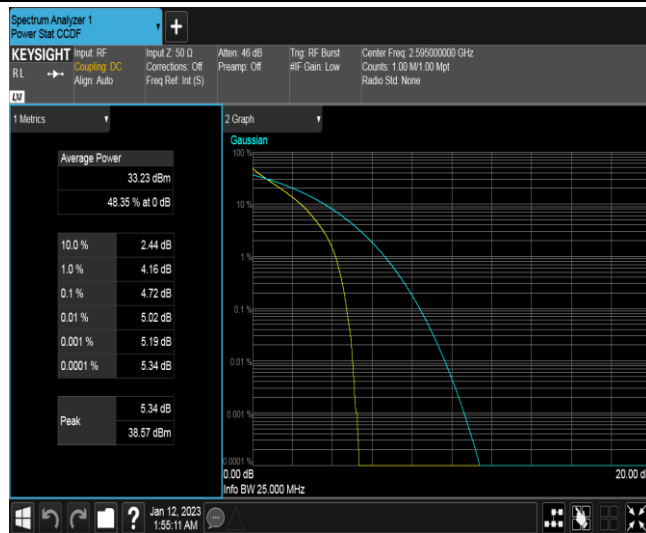 Spectrum Analyzer 1
Power Stat CCDF
KEYSIGHT
RL
LXI
Input: RF
Coupling: DC
Align: Auto
Input Z: 50 Ω
Corrections: Off
Freq Ref: Int (S)
Atten: 46 dB
Preamp: Off
Trig: RF Burst
#IF Gain: Low
Center Freq: 2.595000000 GHz
Counts: 1.00 M/1.00 Mpt
Radio Std: None
1 Metrics
Average Power
33.23 dBm
48.35 % at 0 dB
10.0 % 2.44 dB
1.0 % 4.16 dB
0.1 % 4.72 dB
0.01 % 5.02 dB
0.001 % 5.19 dB
0.0001 % 5.34 dB
Peak
5.34 dB
38.57 dBm
2 Graph
Gaussian
100 %
10 %
1 %
0.1 %
0.01 %
0.001 %
0.0001 %
0.00 dB
20.00 d
Info BW 25.000 MHz
Jan 12, 2023
1:55:11 AM